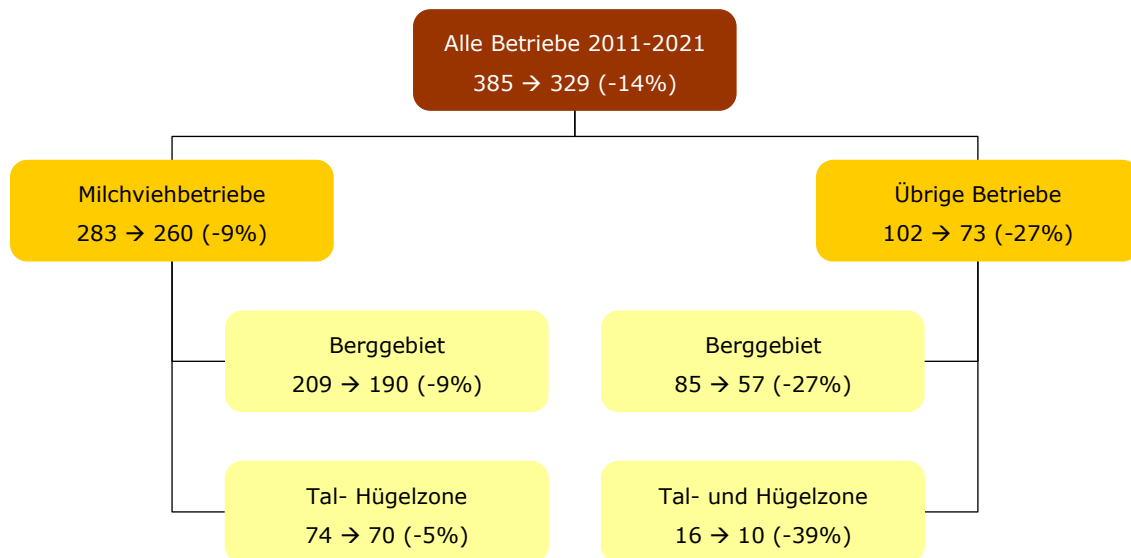 Alle Betriebe 2011-2021
385 → 329 (-14%)
Milchviehbetriebe
283 → 260 (-9%)
Übrige Betriebe
102 → 73 (-27%)
Berggebiet
209 → 190 (-9%)
Berggebiet
85 → 57 (-27%)
Tal- Hügelzone
74 → 70 (-5%)
Tal- und Hügelzone
16 → 10 (-39%)